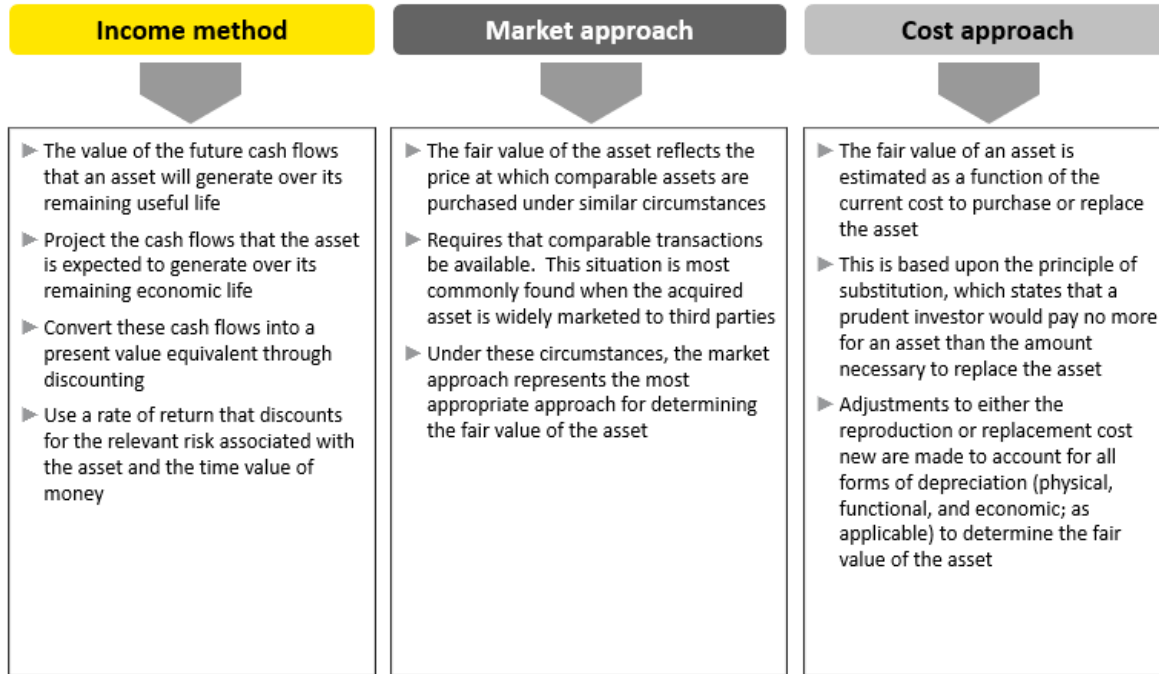 Income method
Market approach
Cost approach
The value of the future cash flows
that an asset will generate over its
remaining useful life
Project the cash flows that the asset
is expected to generate over its
remaining economic life
Convert these cash flows into a
present value equivalent through
discounting
Use a rate of return that discounts
for the relevant risk associated with
the asset and the time value of
money
The fair value of the asset reflects the
price at which comparable assets are
purchased under similar circumstances
Requires that comparable transactions
be available.  This situation is most
commonly found when the acquired
asset is widely marketed to third parties
Under these circumstances, the market
approach represents the most
appropriate approach for determining
the fair value of the asset
The fair value of an asset is
estimated as a function of the
current cost to purchase or replace
the asset
This is based upon the principle of
substitution, which states that a
prudent investor would pay no more
for an asset than the amount
necessary to replace the asset
Adjustments to either the
reproduction or replacement cost
new are made to account for all
forms of depreciation (physical,
functional, and economic; as
applicable) to determine the fair
value of the asset